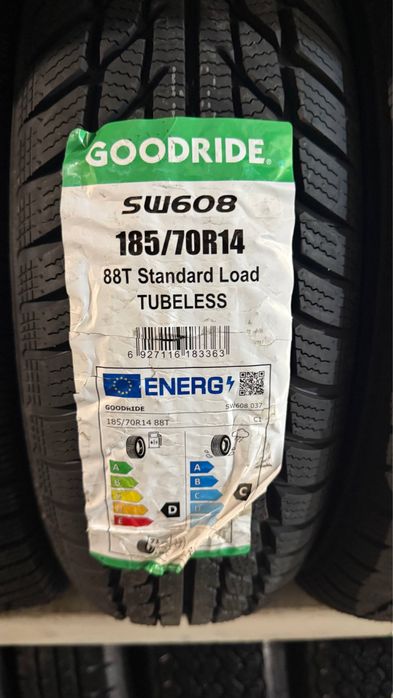 GOODRIDE®
SW608
185/70R14
88T Standard Load
TUBELESS
6 927116 183363
ENERG
GOODRIDE SW608 037
185/70R14 88T C1
A A
B B
C C
D D
E
D C